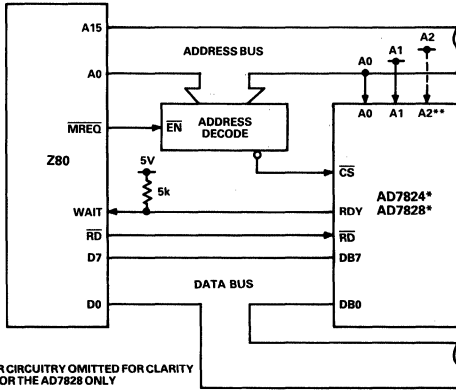 A15
ADDRESS BUS
A2
A1
A0
A0
A0 A1 A2**
MREQ
EN
ADDRESS
DECODE
Z80
5V
5k
CS
AD7824*
AD7828*
WAIT
RDY
RD
RD
D7
DB7
DATA BUS
D0
DB0
R CIRCUITRY OMITTED FOR CLARITY
OR THE AD7828 ONLY